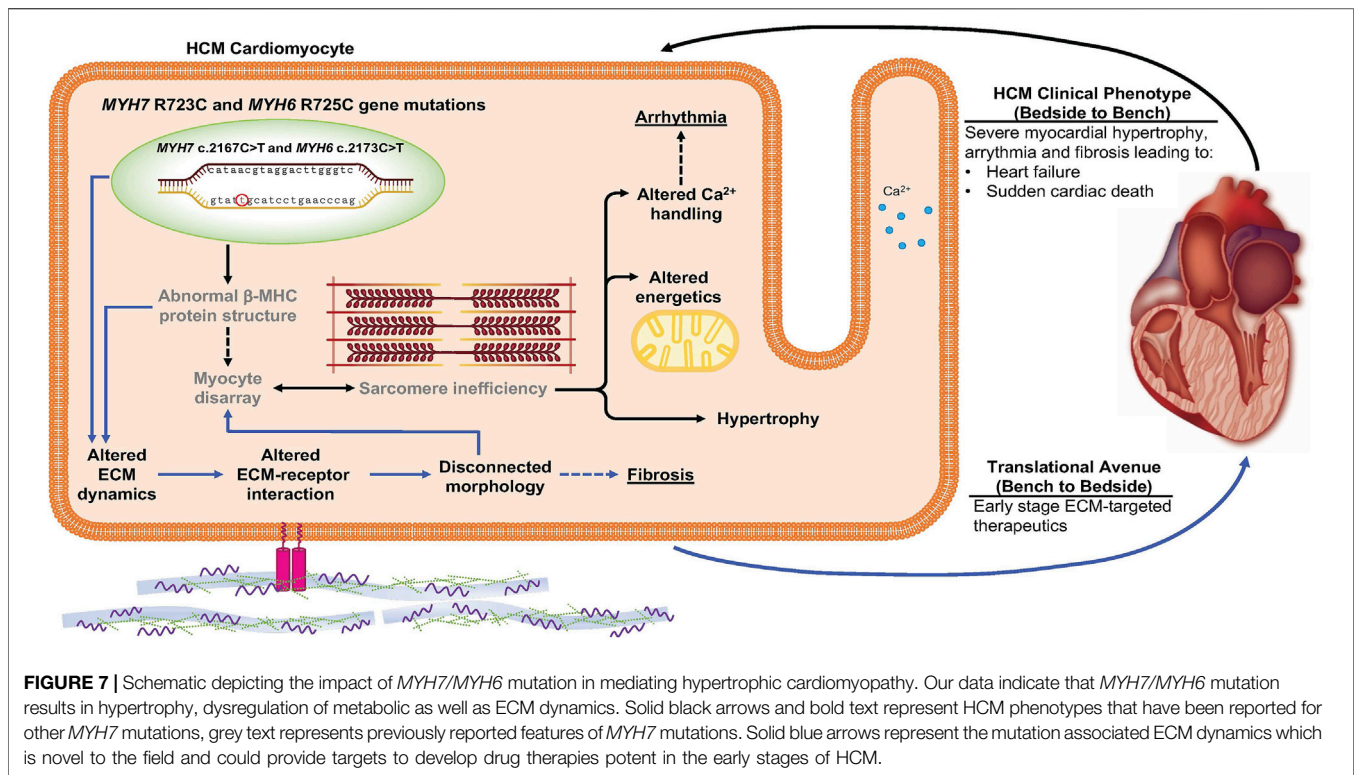 HCM Cardiomyocyte
MYH7 R723C and MYH6 R725C gene mutations
MYH7 c.2167C>T and MYH6 c.2173C>T
cataacgtaggacttgggtc
gtattgcatcctgaacccag
Abnormal β-MHC
protein structure
Myocyte
disarray
Sarcomere inefficiency
Arrhythmia
Altered Ca²⁺
handling
Altered
energetics
Hypertrophy
Altered
ECM
dynamics
Altered
ECM-receptor
interaction
Disconnected
morphology
Fibrosis
Ca²⁺
HCM Clinical Phenotype
(Bedside to Bench)
Severe myocardial hypertrophy,
arrythmia and fibrosis leading to:
• Heart failure
• Sudden cardiac death
Translational Avenue
(Bench to Bedside)
Early stage ECM-targeted
therapeutics
FIGURE 7 | Schematic depicting the impact of MYH7/MYH6 mutation in mediating hypertrophic cardiomyopathy. Our data indicate that MYH7/MYH6 mutation
results in hypertrophy, dysregulation of metabolic as well as ECM dynamics. Solid black arrows and bold text represent HCM phenotypes that have been reported for
other MYH7 mutations, grey text represents previously reported features of MYH7 mutations. Solid blue arrows represent the mutation associated ECM dynamics which
is novel to the field and could provide targets to develop drug therapies potent in the early stages of HCM.